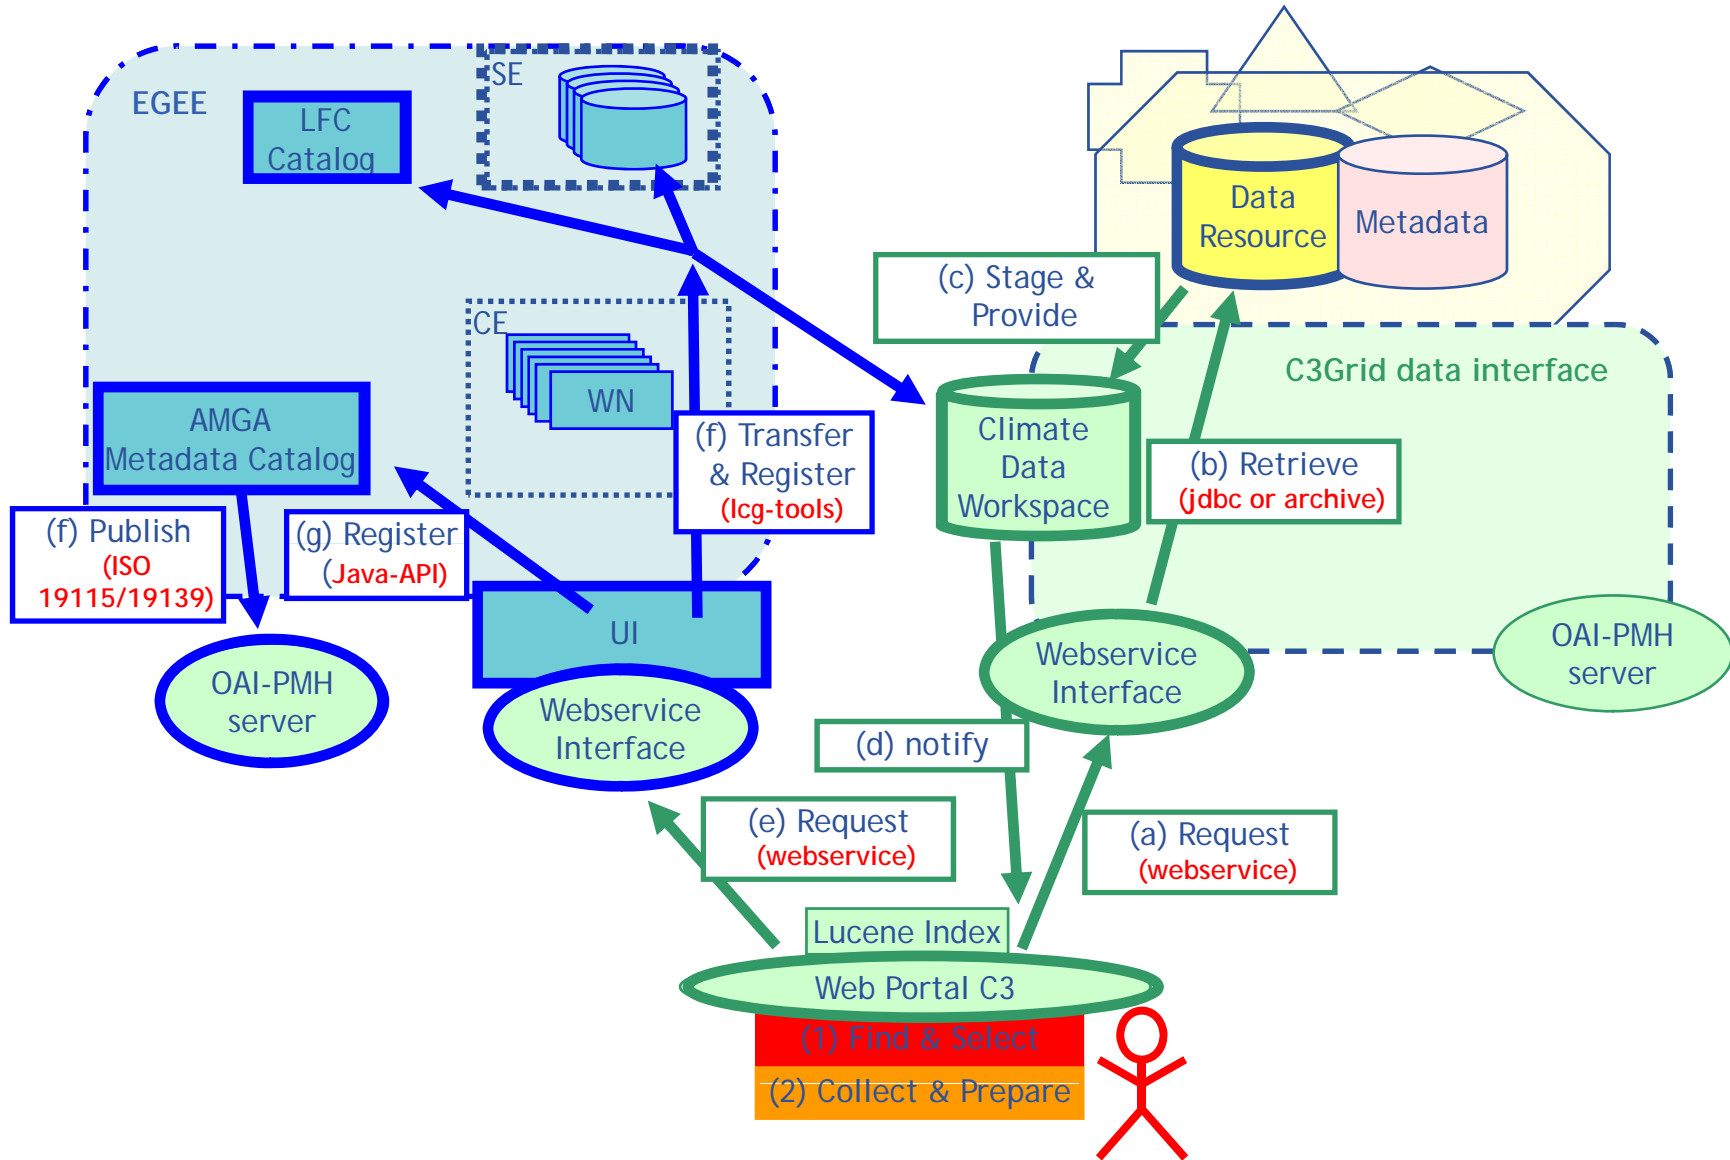 EGEE
SE
LFC
Catalog
Data
Resource
Metadata
(c) Stage &
Provide
CE
WN
C3Grid data interface
AMGA
Metadata Catalog
(f) Transfer
& Register
(lcg-tools)
Climate
Data
Workspace
(b) Retrieve
(jdbc or archive)
(f) Publish
(ISO
19115/19139)
(g) Register
(Java-API)
UI
OAI-PMH
server
Webservice
Interface
Webservice
Interface
OAI-PMH
server
(d) notify
(e) Request
(webservice)
(a) Request
(webservice)
Lucene Index
Web Portal C3
(1) Find & Select
(2) Collect & Prepare